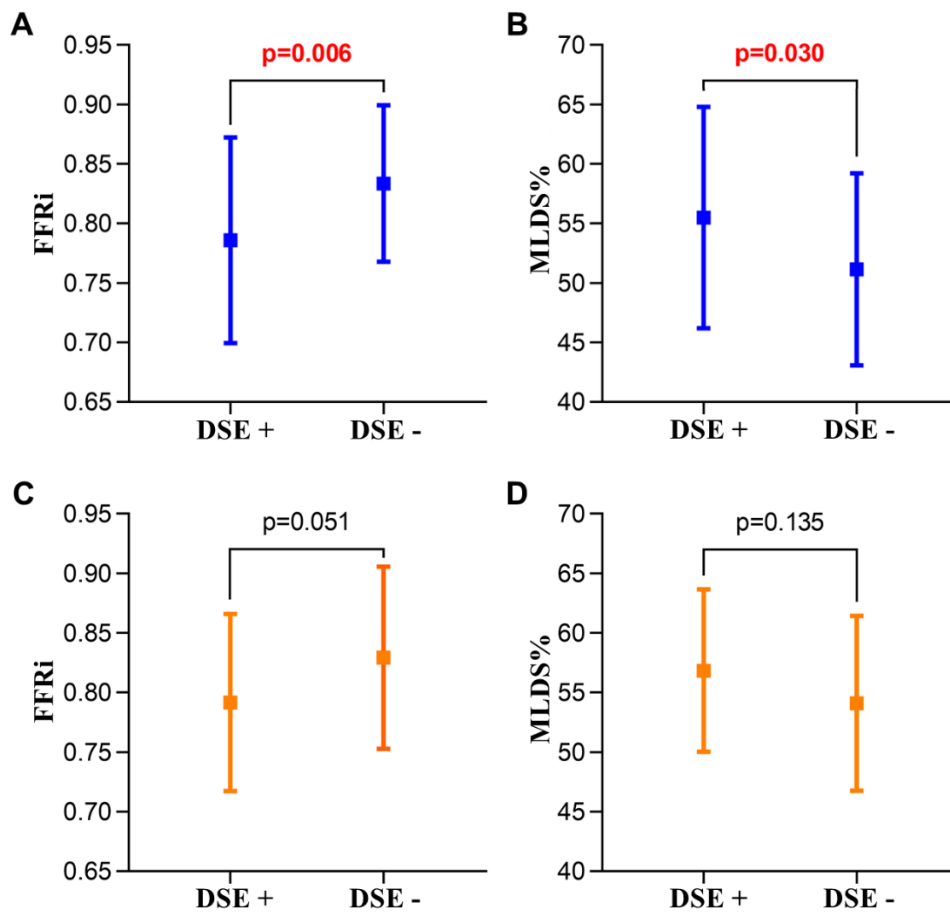 A
0.95
0.90
0.85
0.80
0.75
0.70
0.65
FFRi
p=0.006
DSE +
DSE -
B
70
65
60
55
50
45
40
MLDS%
p=0.030
DSE +
DSE -
C
0.95
0.90
0.85
0.80
0.75
0.70
0.65
FFRi
p=0.051
DSE +
DSE -
D
70
65
60
55
50
45
40
MLDS%
p=0.135
DSE +
DSE -